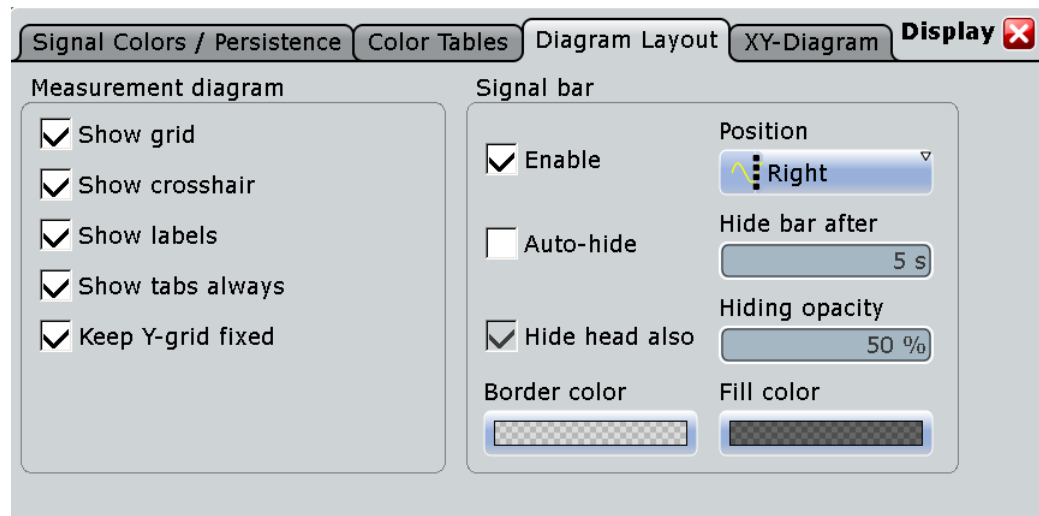 Signal Colors / Persistence Color Tables Diagram Layout XY-Diagram Display
Measurement diagram
Show grid
Show crosshair
Show labels
Show tabs always
Keep Y-grid fixed
Signal bar
Enable
Position
Right
Auto-hide
Hide bar after
5 s
Hide head also
Hiding opacity
50 %
Border color
Fill color